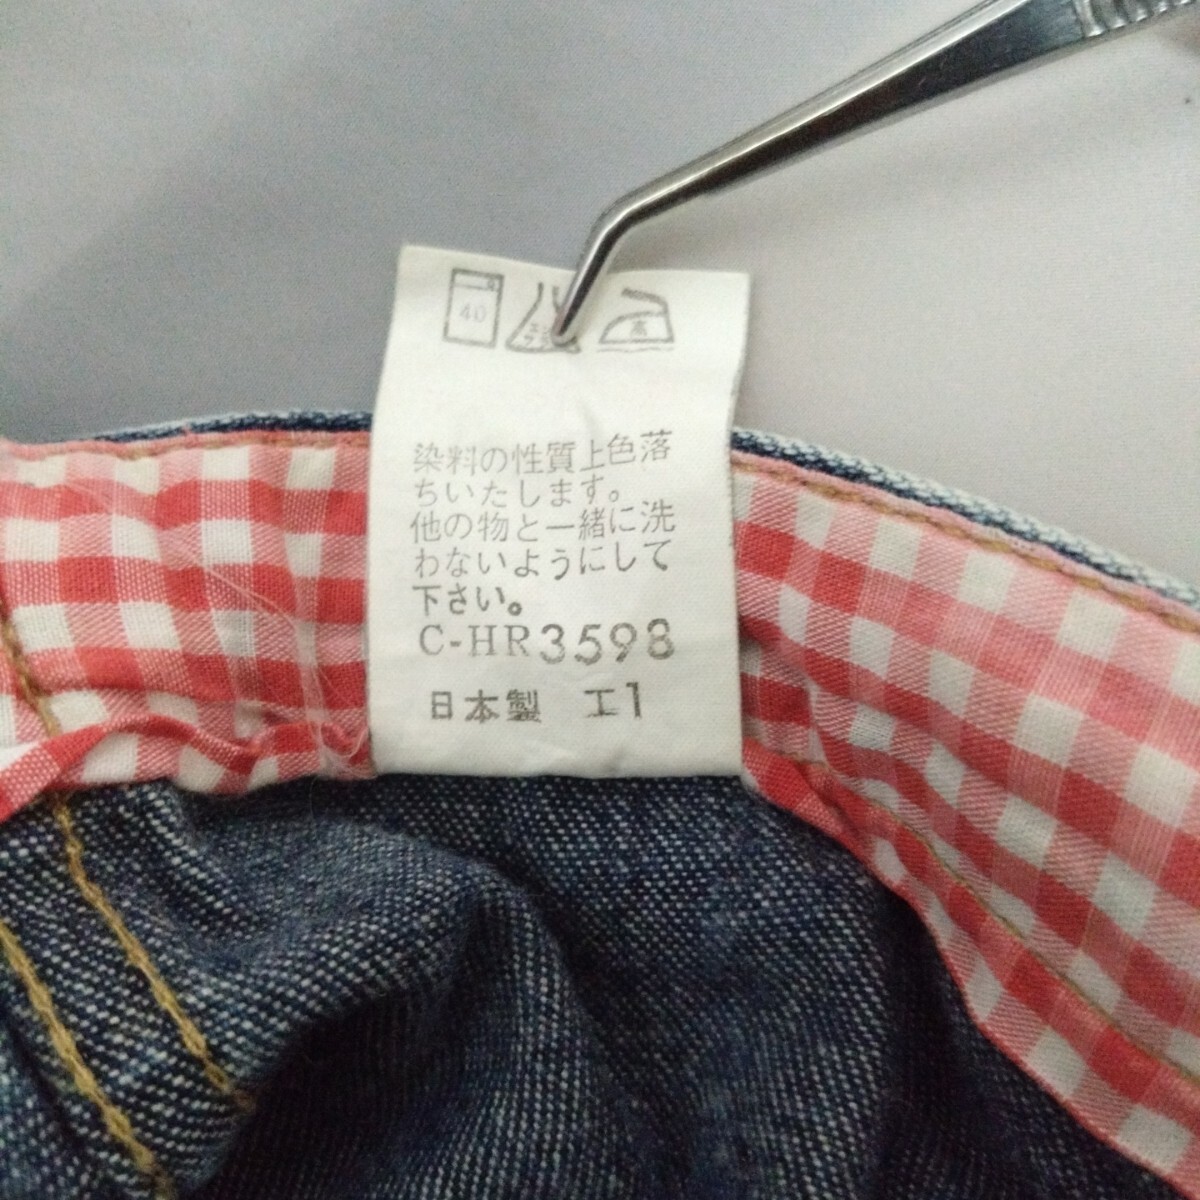 40
高
染料の性質上色落
ちいたします。
他の物と一緒に洗
わないようにして
下さい。
C-HR3598
日本製 エ1